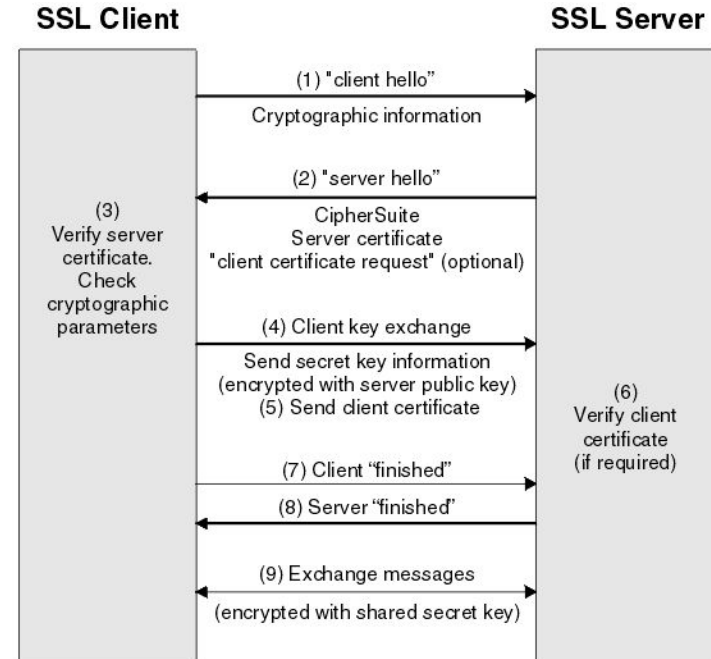 SSL Client
SSL Server
(1) "client hello”
Cryptographic information
(2) "server hello”
CipherSuite
Server certificate
"client certificate request" (optional)
(3)
Verify server
certificate.
Check
cryptographic
parameters
(4) Client key exchange
Send secret key information
(encrypted with server public key)
(5) Send client certificate
(6)
Verify client
certificate
(if required)
(7) Client “finished”
(8) Server “finished”
(9) Exchange messages
(encrypted with shared secret key)